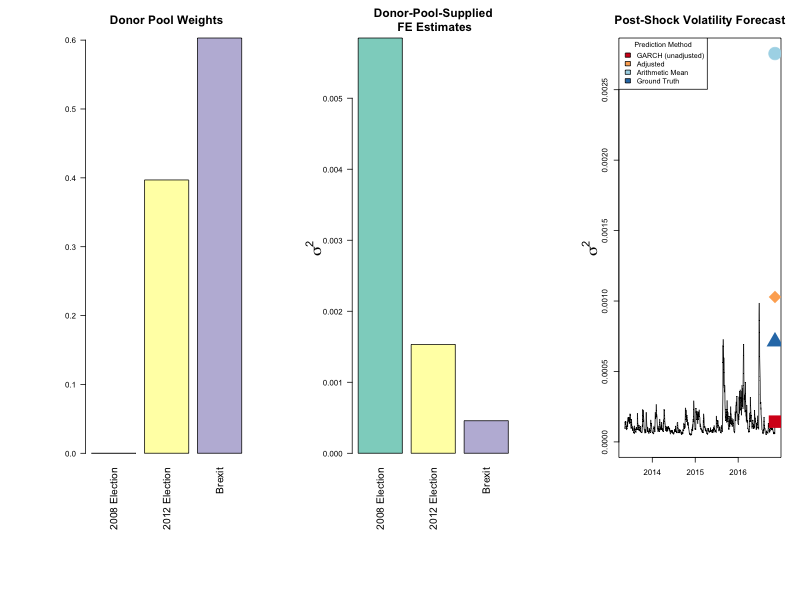 Donor Pool Weights
0.6
0.5
0.4
0.3
0.2
0.1
0.0
2008 Election
2012 Election
Brexit
Donor-Pool-Supplied
FE Estimates
σ2
0.005
0.004
0.003
0.002
0.001
0.000
2008 Election
2012 Election
Brexit
Post-Shock Volatility Forecast
σ2
0.0025
0.0020
0.0015
0.0010
0.0005
0.0000
Prediction Method
GARCH (unadjusted)
Adjusted
Arithmetic Mean
Ground Truth
2014
2015
2016